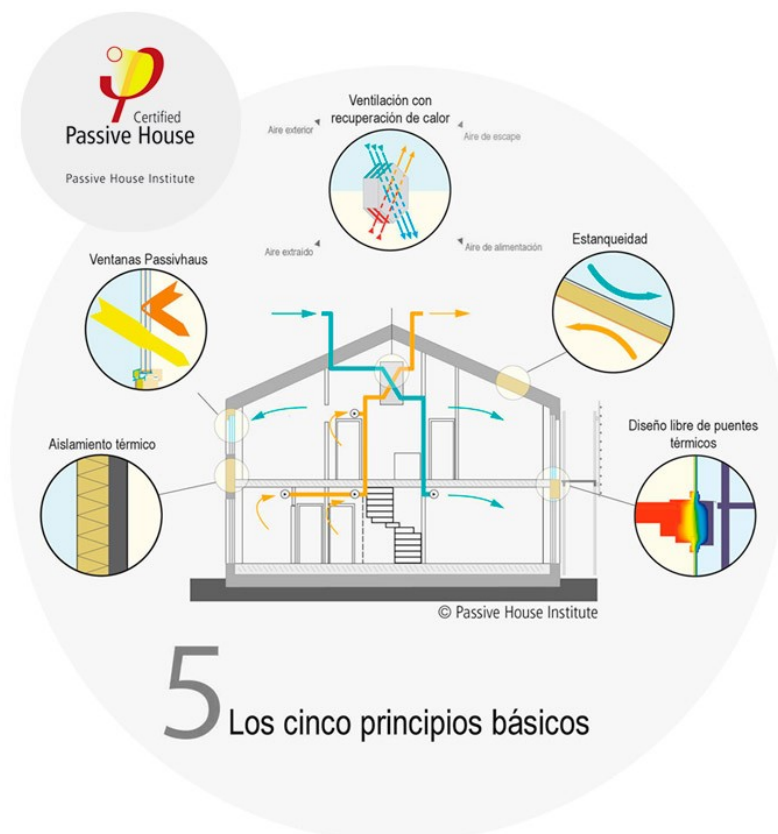 Certified
Passive House
Passive House Institute
Ventilación con
recuperación de calor
Aire exterior
Aire de escape
Aire extraído
Aire de alimentación
Estanqueidad
Ventanas Passivhaus
Aislamiento térmico
Diseño libre de puentes
térmicos
© Passive House Institute
5 Los cinco principios básicos